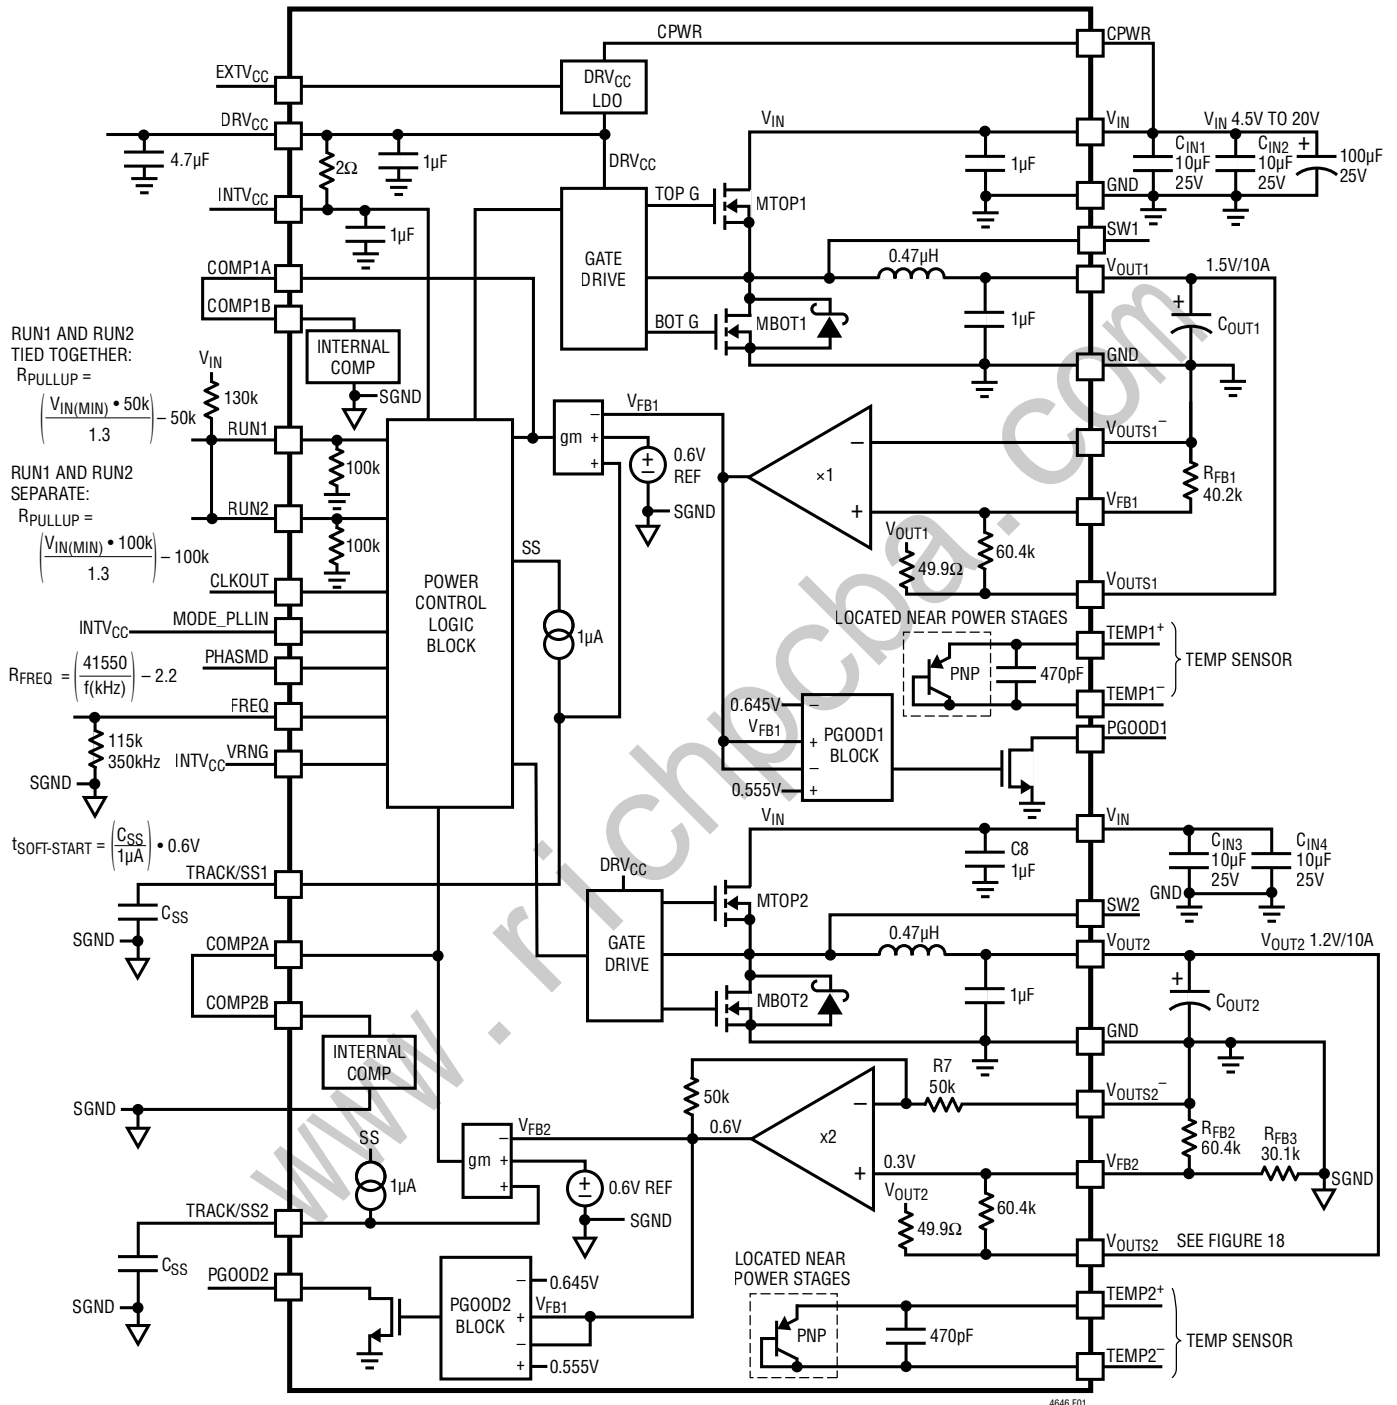 CPWR
CPWR
EXTVCC
DRVCC
LDO
DRVCC
4.7µF
2Ω
1µF
DRVCC
VIN
VIN
VIN 4.5V TO 20V
1µF
CIN1
10µF
25V
CIN2
10µF
25V
+
100µF
25V
GND
INTVCC
1µF
TOP G
MTOP1
SW1
GATE
DRIVE
0.47µH
VOUT1
1.5V/10A
COMP1A
COMP1B
BOT G
MBOT1
1µF
+
COUT1
GND
INTERNAL
COMP
SGND
RUN1 AND RUN2
TIED TOGETHER:
RPULLUP =
(VIN(MIN) • 50k / 1.3) – 50k
VIN
130k
RUN1
100k
RUN1 AND RUN2
SEPARATE:
RPULLUP =
(VIN(MIN) • 100k / 1.3) – 100k
RUN2
100k
gm
–
+
+
VFB1
+
–
0.6V
REF
SGND
–
×1
+
VOUTS1–
RFB1
40.2k
VFB1
VOUT1
49.9Ω
60.4k
VOUTS1
CLKOUT
POWER
CONTROL
LOGIC
BLOCK
SS
1µA
INTVCC
MODE_PLLIN
PHASMD
RFREQ = (41550 / f(kHz)) – 2.2
FREQ
115k
350kHz
INTVCC
VRNG
SGND
LOCATED NEAR POWER STAGES
PNP
470pF
TEMP1+
TEMP1–
TEMP SENSOR
0.645V
–
VFB1
+
–
0.555V
+
PGOOD1
BLOCK
PGOOD1
tSOFT-START = (CSS / 1µA) • 0.6V
TRACK/SS1
CSS
SGND
VIN
VIN
C8
1µF
CIN3
10µF
25V
CIN4
10µF
25V
GND
DRVCC
MTOP2
SW2
GATE
DRIVE
0.47µH
VOUT2
VOUT2 1.2V/10A
COMP2A
COMP2B
MBOT2
1µF
+
COUT2
GND
INTERNAL
COMP
SGND
50k
R7
50k
–
x2
+
0.6V
0.3V
VOUTS2–
RFB2
60.4k
RFB3
30.1k
VFB2
SGND
VFB2
gm
–
+
+
SS
1µA
+
–
0.6V REF
SGND
VOUT2
49.9Ω
60.4k
VOUTS2
SEE FIGURE 18
TRACK/SS2
CSS
SGND
PGOOD2
PGOOD2
BLOCK
–
0.645V
VFB1
+
–
+
0.555V
LOCATED NEAR
POWER STAGES
PNP
470pF
TEMP2+
TEMP2–
TEMP SENSOR
4646 F01
www.richpcba.com